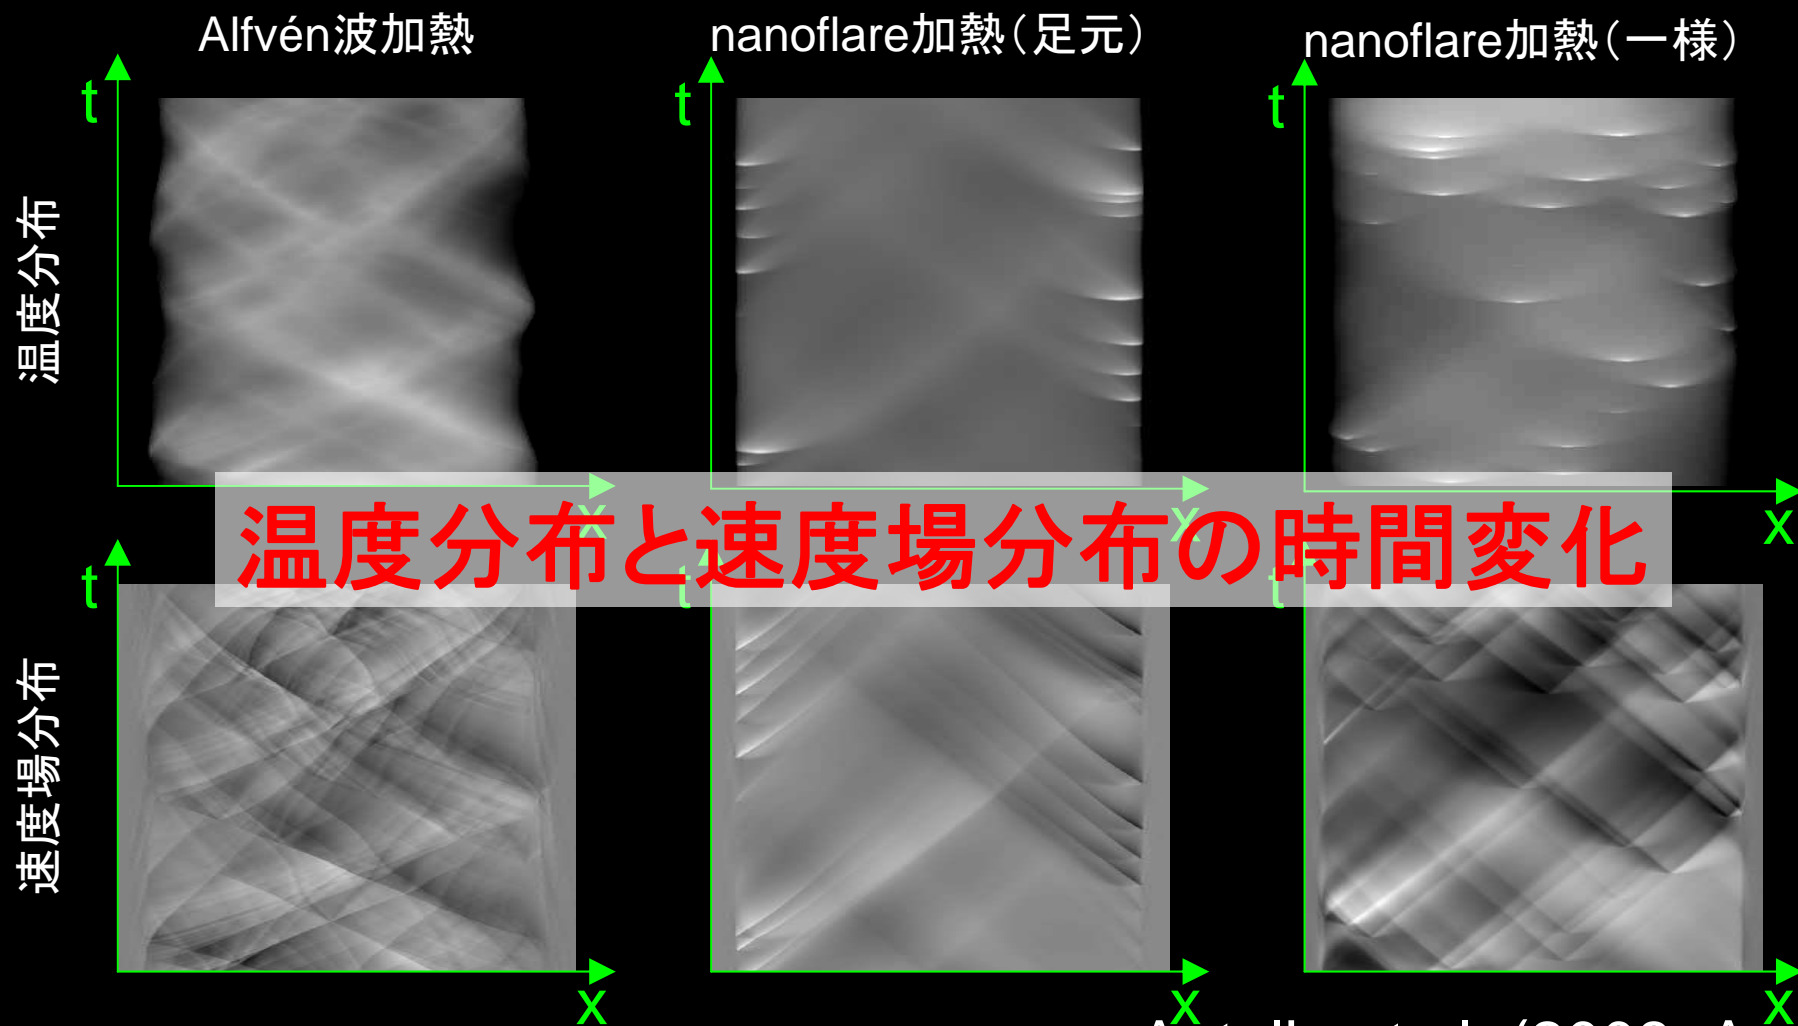 Alfvén波加熱
nanoflare加熱（足元）
nanoflare加熱（一様）
t
t
t
温度分布
x
x
x
温度分布と速度場分布の時間変化
t
t
t
速度場分布
x
x
x